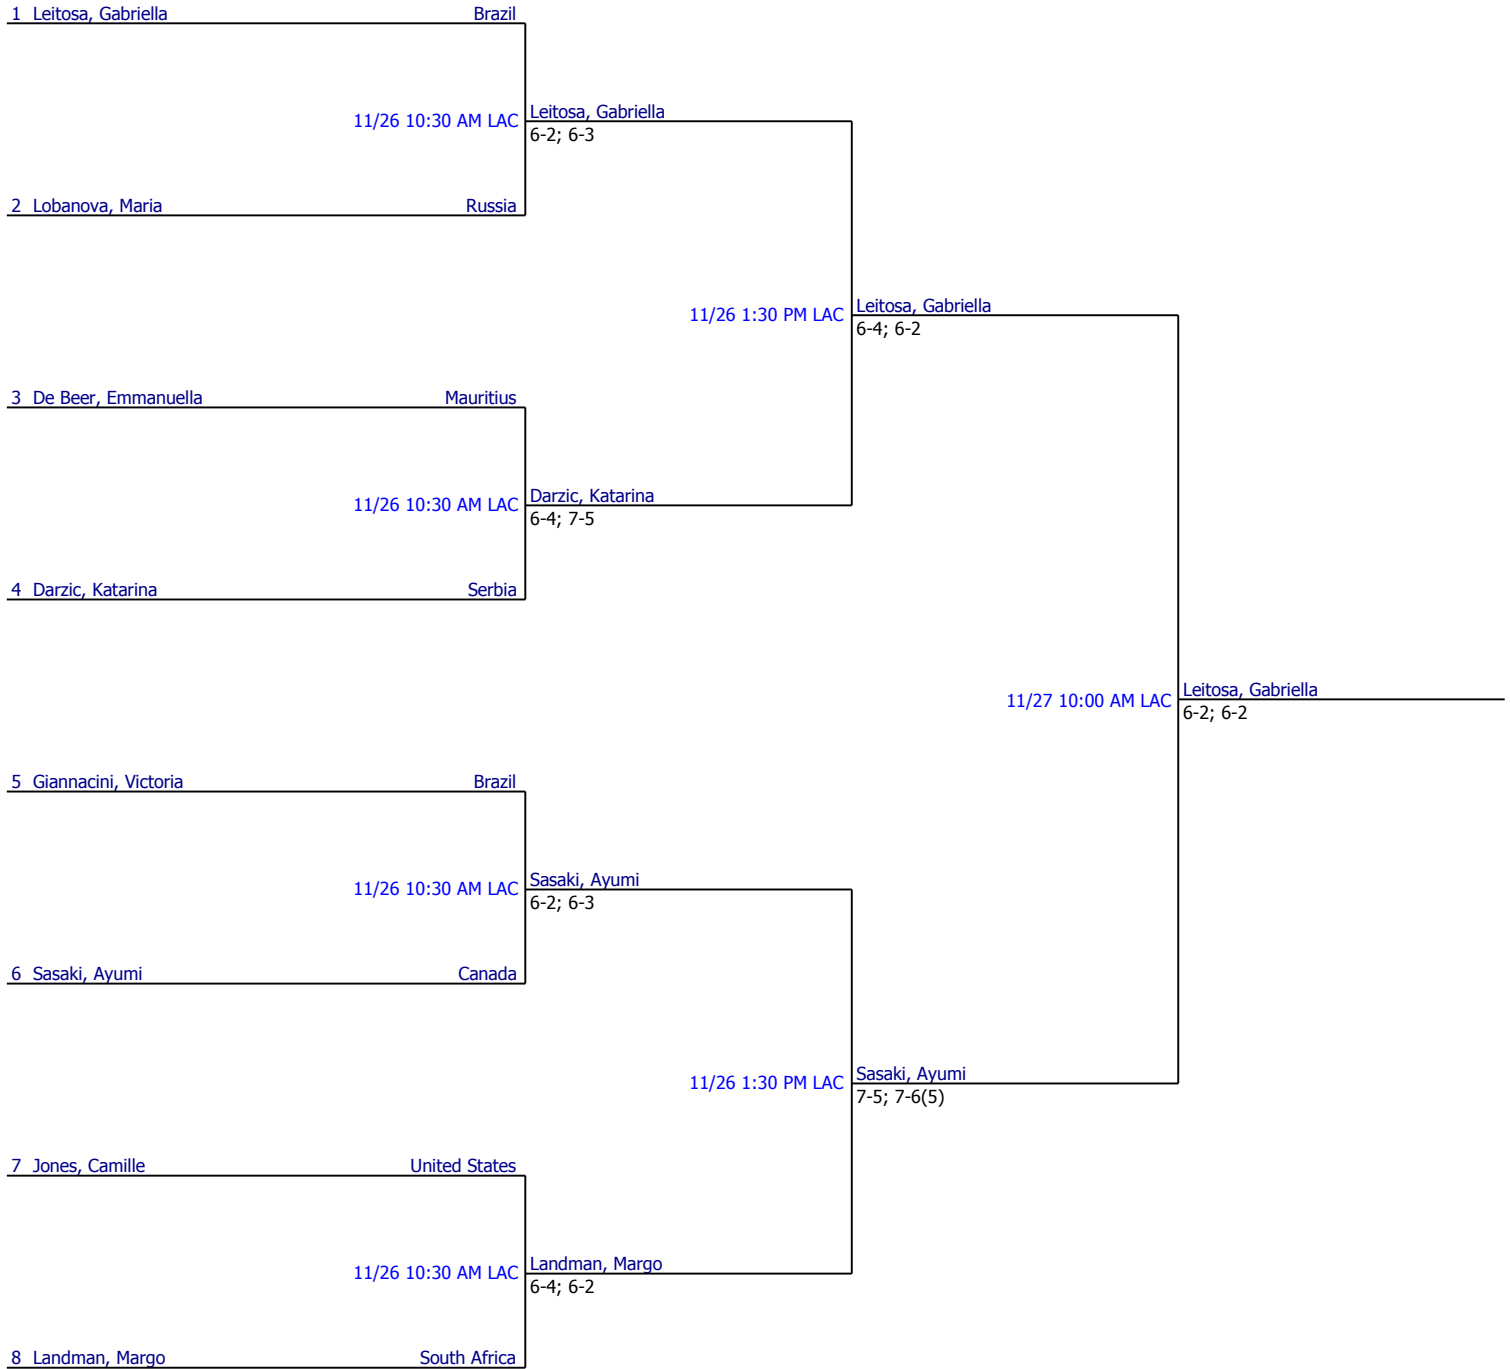 1 Leitosa, Gabriella Brazil
11/26 10:30 AM LAC Leitosa, Gabriella
6-2; 6-3
2 Lobanova, Maria Russia
11/26 1:30 PM LAC Leitosa, Gabriella
6-4; 6-2
3 De Beer, Emmanuella Mauritius
11/26 10:30 AM LAC Darzic, Katarina
6-4; 7-5
4 Darzic, Katarina Serbia
11/27 10:00 AM LAC Leitosa, Gabriella
6-2; 6-2
5 Giannacini, Victoria Brazil
11/26 10:30 AM LAC Sasaki, Ayumi
6-2; 6-3
6 Sasaki, Ayumi Canada
11/26 1:30 PM LAC Sasaki, Ayumi
7-5; 7-6(5)
7 Jones, Camille United States
11/26 10:30 AM LAC Landman, Margo
6-4; 6-2
8 Landman, Margo South Africa